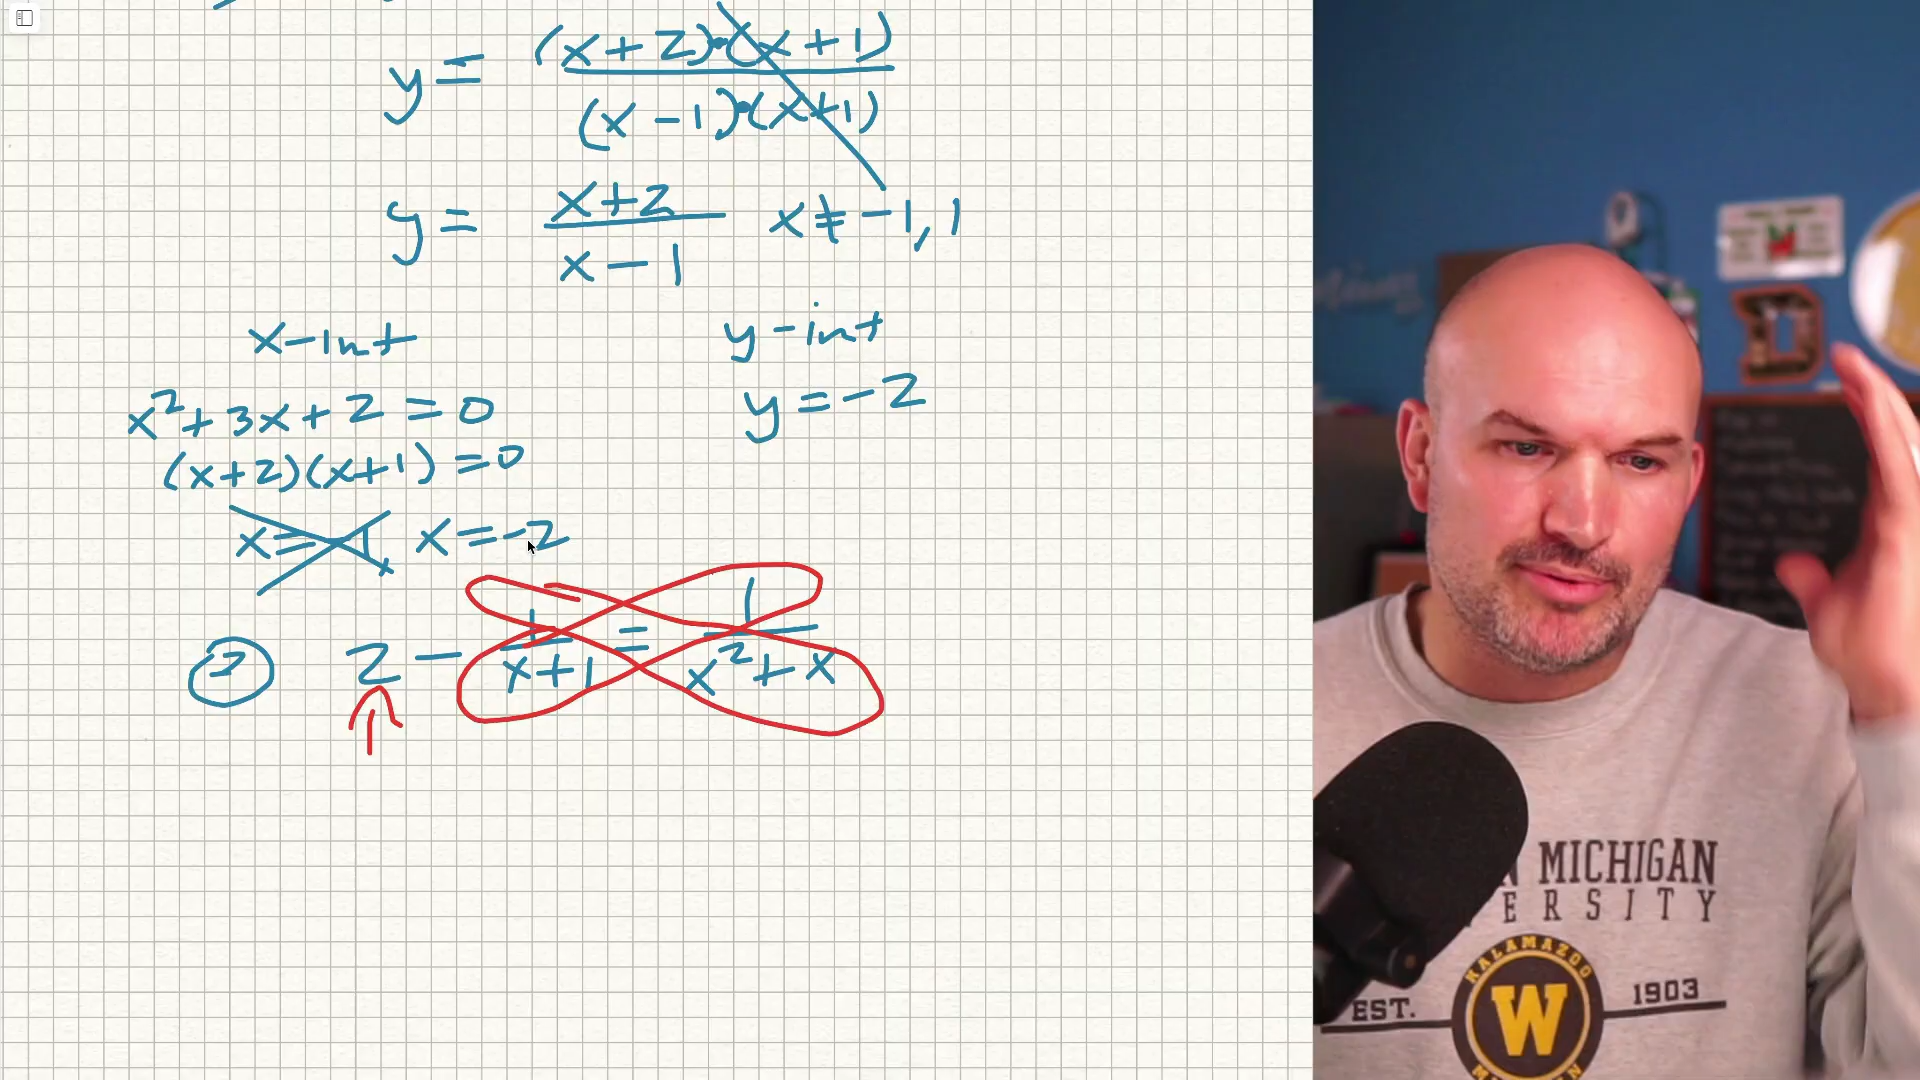 y = (x+2)·(x+1)
(x-1)·(x+1)
y = x+2 / x-1 x ≠ -1, 1
x-int
x²+3x+2=0
(x+2)(x+1)=0
x=-1 x=-2
y-int
y=-2
② 2 - 1/x+1 = 1/x²+x
MICHIGAN
ERSITY
KALAMAZOO
W
EST.
1903
D